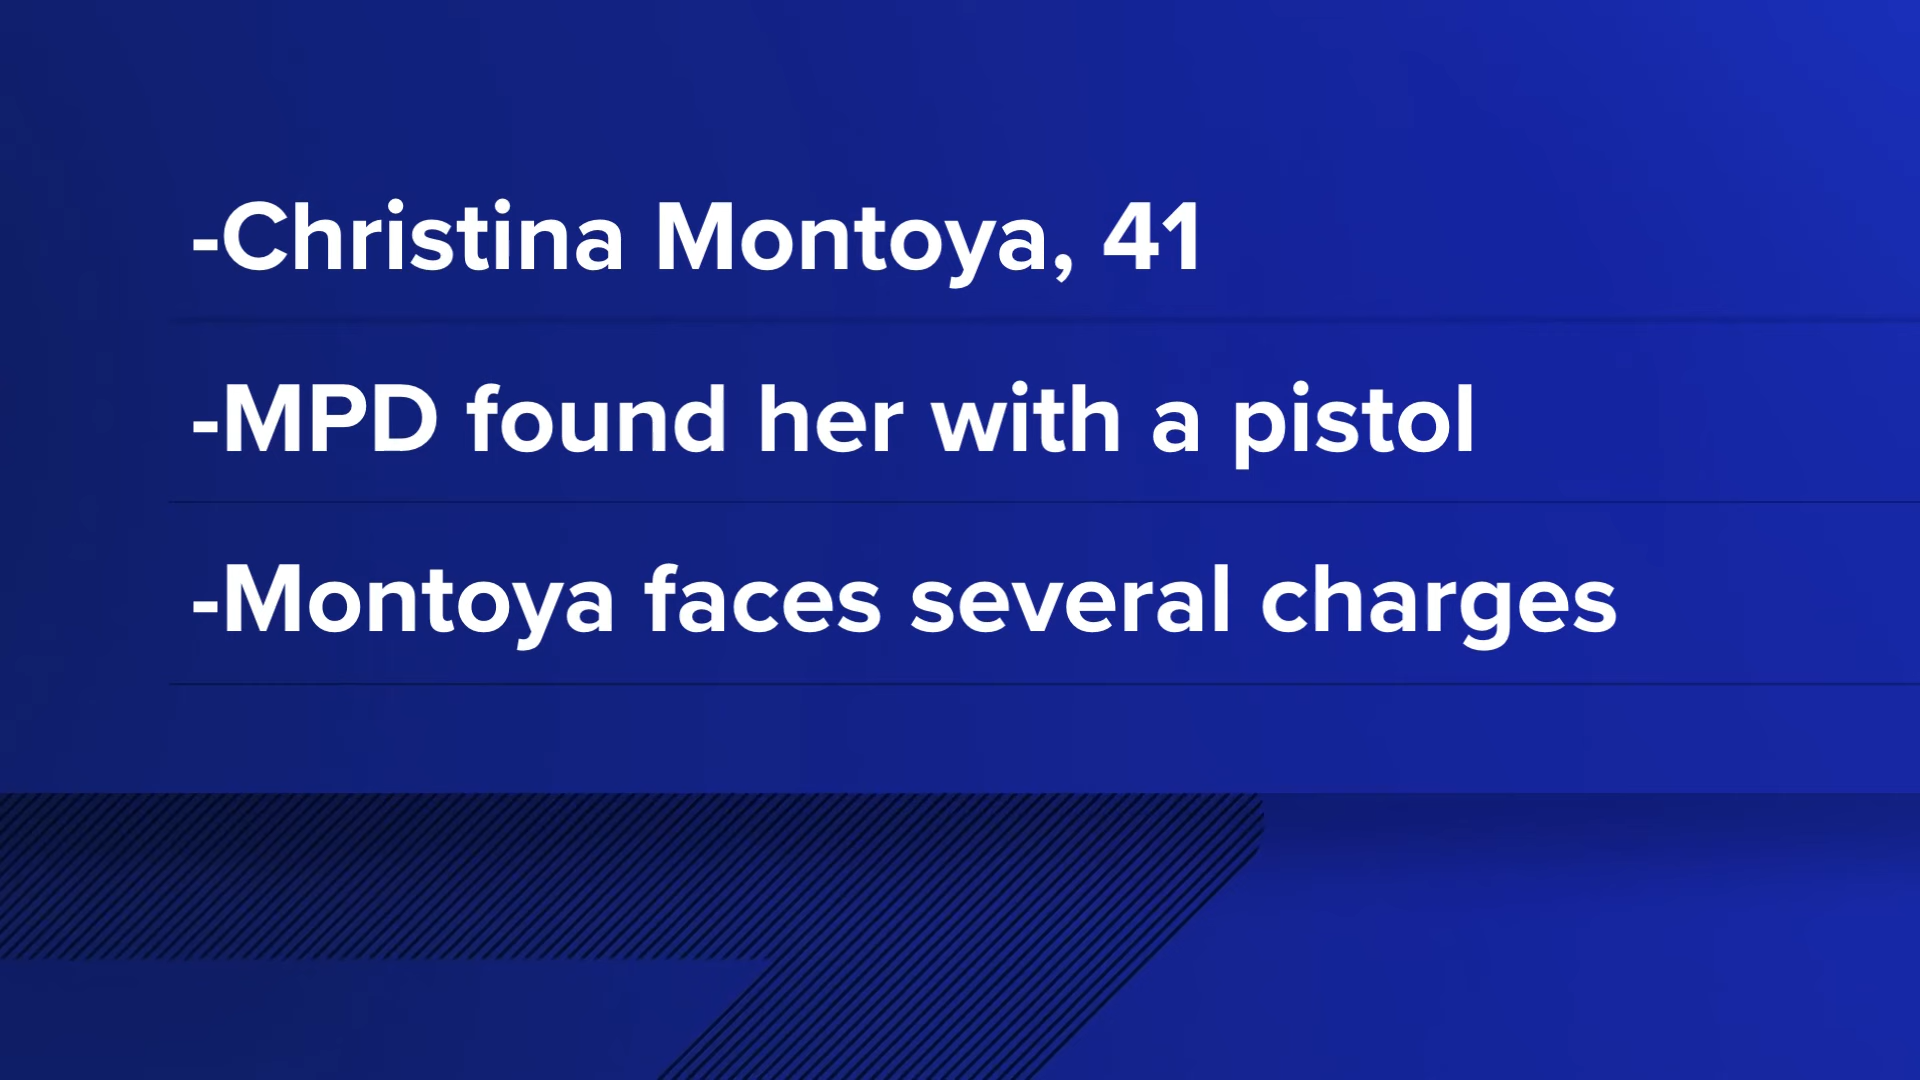 -Christina Montoya, 41
-MPD found her with a pistol
-Montoya faces several charges